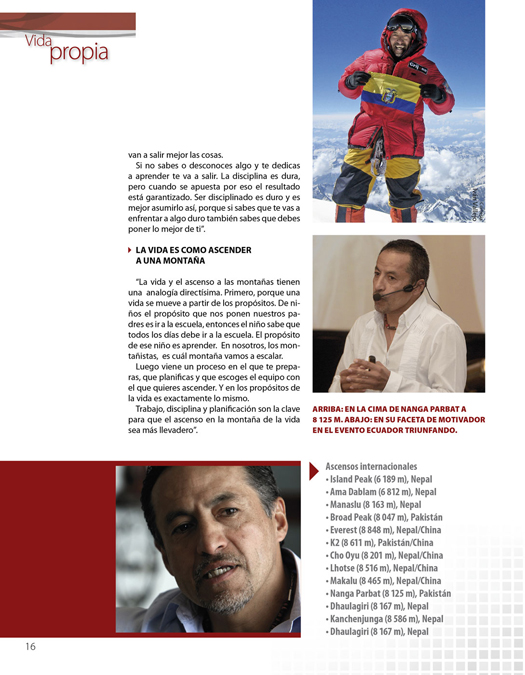 Vida
propia
van a salir mejor las cosas.
Si no sabes o desconoces algo y te dedicas
a aprender te va a salir. La disciplina es dura,
pero cuando se apuesta por eso el resultado
está garantizado. Ser disciplinado es duro y es
mejor asumirlo así, porque si sabes que te vas a
enfrentar a algo duro también sabes que debes
poner lo mejor de ti”.
LA VIDA ES COMO ASCENDER
A UNA MONTAÑA
“La vida y el ascenso a las montañas tienen
una analogía directísima. Primero, porque una
vida se mueve a partir de los propósitos. De ni-
ños el propósito que nos ponen nuestros pa-
dres es ir a la escuela, entonces el niño sabe que
todos los días debe ir a la escuela. El propósito
de ese niño es aprender. En nosotros, los mon-
tañistas, es cuál montaña vamos a escalar.
Luego viene un proceso en el que te prepa-
ras, que planificas y que escoges el equipo con
el que quieres ascender. Y en los propósitos de
la vida es exactamente lo mismo.
Trabajo, disciplina y planificación son la clave
para que el ascenso en la montaña de la vida
sea más llevadero”.
ARRIBA: EN LA CIMA DE NANGA PARBAT A
8 125 M. ABAJO: EN SU FACETA DE MOTIVADOR
EN EL EVENTO ECUADOR TRIUNFANDO.
Ascensos internacionales
• Island Peak (6 189 m), Nepal
• Ama Dablam (6 812 m), Nepal
• Manaslu (8 163 m), Nepal
• Broad Peak (8 047 m), Pakistán
• Everest (8 848 m), Nepal/China
• K2 (8 611 m), Pakistán/China
• Cho Oyu (8 201 m), Nepal/China
• Lhotse (8 516 m), Nepal/China
• Makalu (8 465 m), Nepal/China
• Nanga Parbat (8 125 m), Pakistán
• Dhaulagiri (8 167 m), Nepal
• Kanchenjunga (8 586 m), Nepal
• Dhaulagiri (8 167 m), Nepal
16